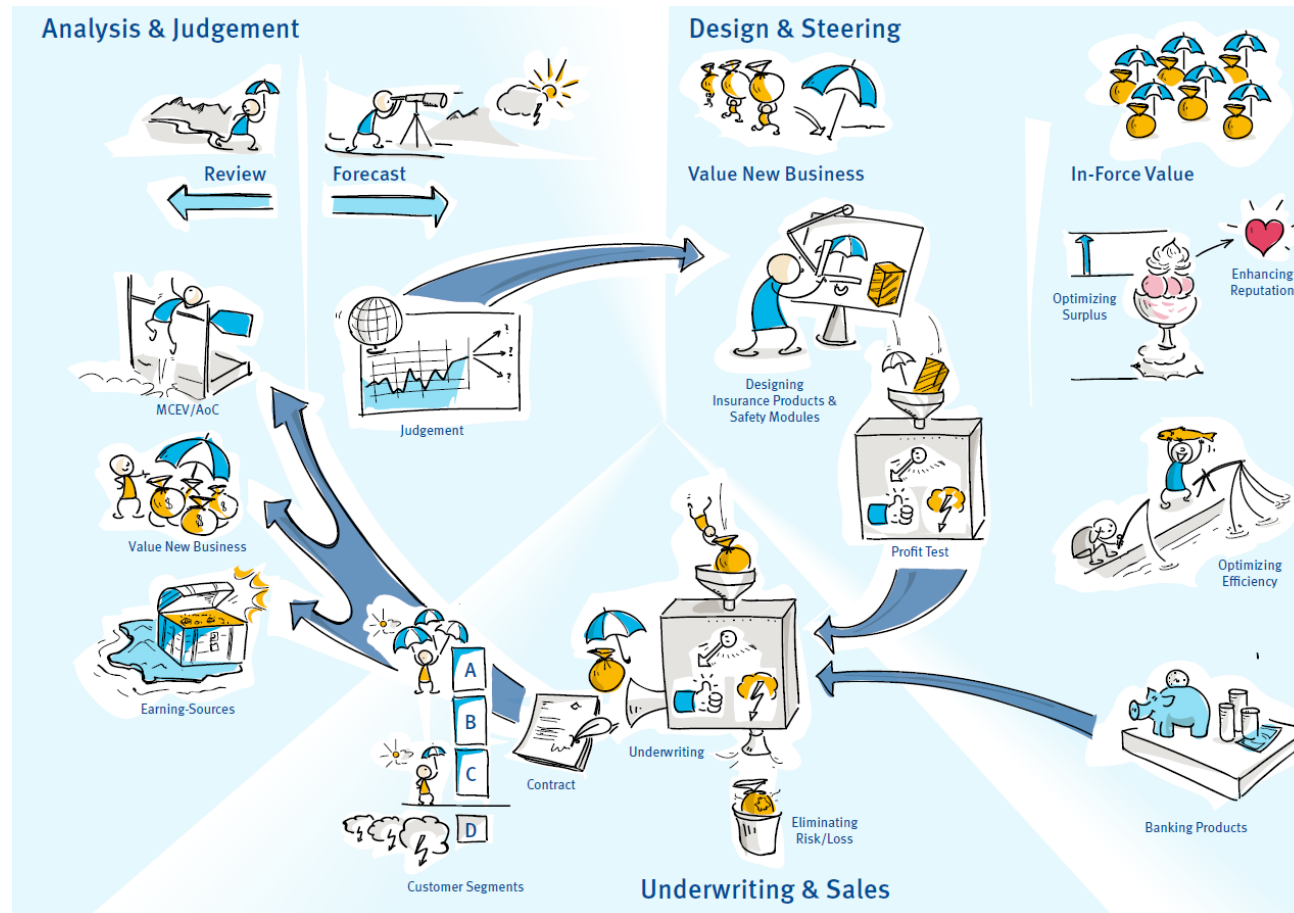 Analysis & Judgement
Review
Forecast
MCEV/AoC
Judgement
?
?
?
Value New Business
$
$
$
Earning-Sources
Design & Steering
Value New Business
In-Force Value
Designing
Insurance Products &
Safety Modules
Profit Test
Optimizing
Surplus
Enhancing
Reputation
Optimizing
Efficiency
Banking Products
Underwriting
Eliminating
Risk/Loss
Contract
A
B
C
D
Customer Segments
Underwriting & Sales